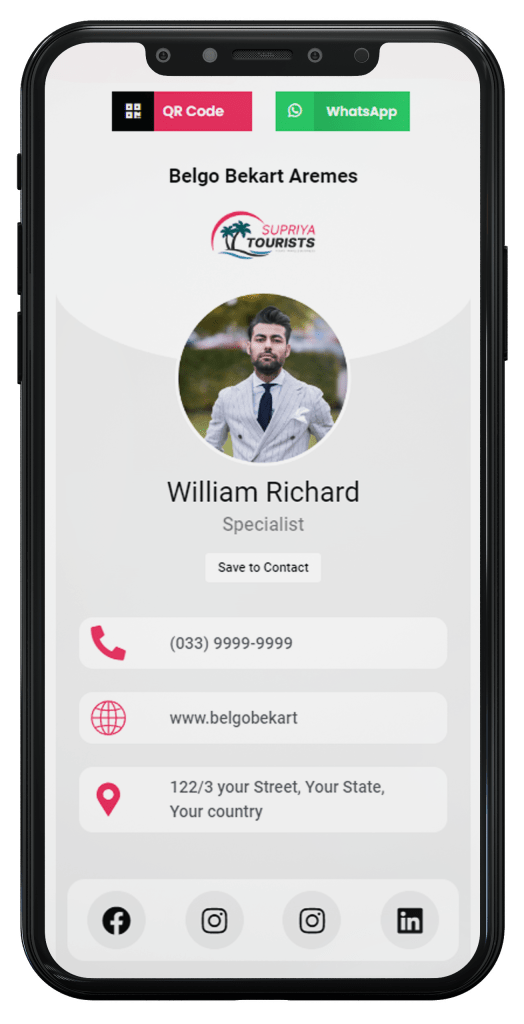 QR Code
WhatsApp
Belgo Bekart Aremes
SUPRIYA
TOURISTS
William Richard
Specialist
Save to Contact
(033) 9999-9999
www.belgobekart
122/3 your Street, Your State,
Your country
in